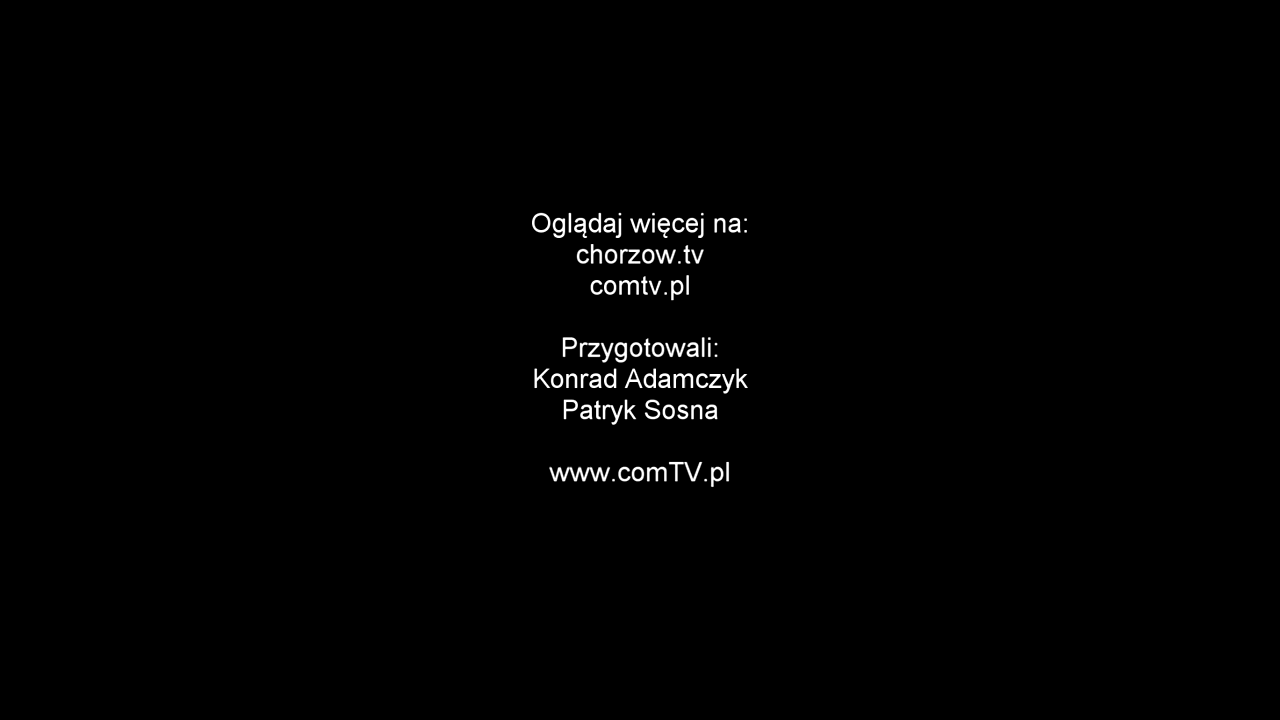 Oglądaj więcej na:
chorzow.tv
comtv.pl
Przygotowali:
Konrad Adamczyk
Patryk Sosna
www.comTV.pl